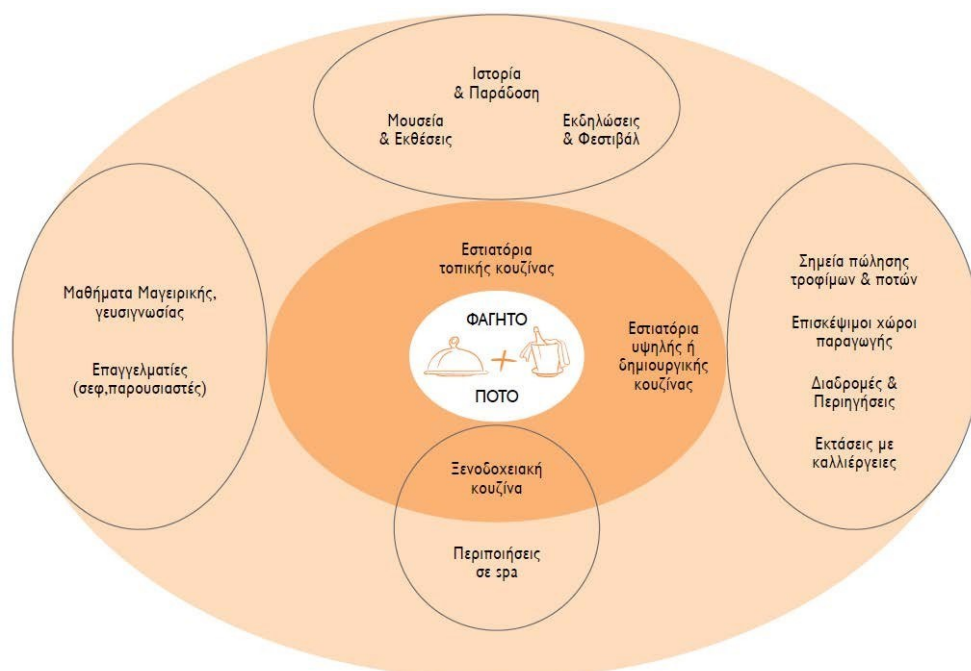 Ιστορία
& Παράδοση
Μουσεία
& Εκθέσεις
Εκδηλώσεις
& Φεστιβάλ
Μαθήματα Μαγειρικής,
γευσιγνωσίας
Επαγγελματίες
(σεφ,παρουσιαστές)
Εστιατόρια
τοπικής κουζίνας
ΦΑΓΗΤΟ
+
ΠΟΤΟ
Εστιατόρια
υψηλής ή
δημιουργικής
κουζίνας
Ξενοδοχειακή
κουζίνα
Περιποιήσεις
σε spa
Σημεία πώλησης
τροφίμων & ποτών
Επισκέψιμοι χώροι
παραγωγής
Διαδρομές &
Περιηγήσεις
Εκτάσεις με
καλλιέργειες